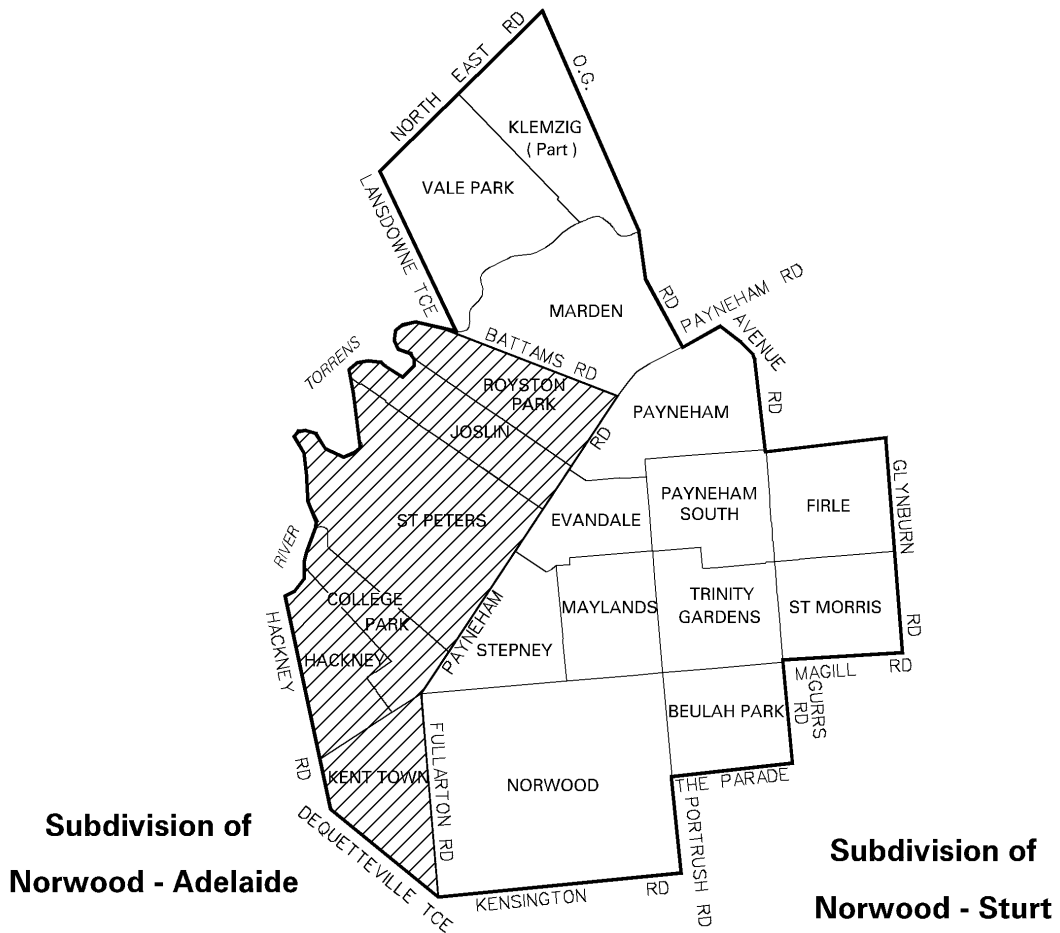 NORTH EAST RD
O.G.
KLEMZIG
( Part )
VALE PARK
LANSDOWNE TCE
RD
PAYNEHAM RD
MARDEN
AVENUE
TORRENS
BATTAMS RD
ROYSTON
PARK
RD
PAYNEHAM
JOSLIN
RD
GLYNBURN
PAYNEHAM
SOUTH
FIRLE
ST PETERS
EVANDALE
RIVER
COLLEGE
PARK
HACKNEY
HACKNEY
PAYNEHAM
STEPNEY
MAYLANDS
TRINITY
GARDENS
ST MORRIS
RD
MAGILL RD
GURRS
RD
BEULAH PARK
FULLARTON RD
RD
KENT TOWN
NORWOOD
THE PARADE
PORTRUSH RD
DEQUETTEVILLE TCE
KENSINGTON RD
Subdivision of
Norwood - Adelaide
Subdivision of
Norwood - Sturt